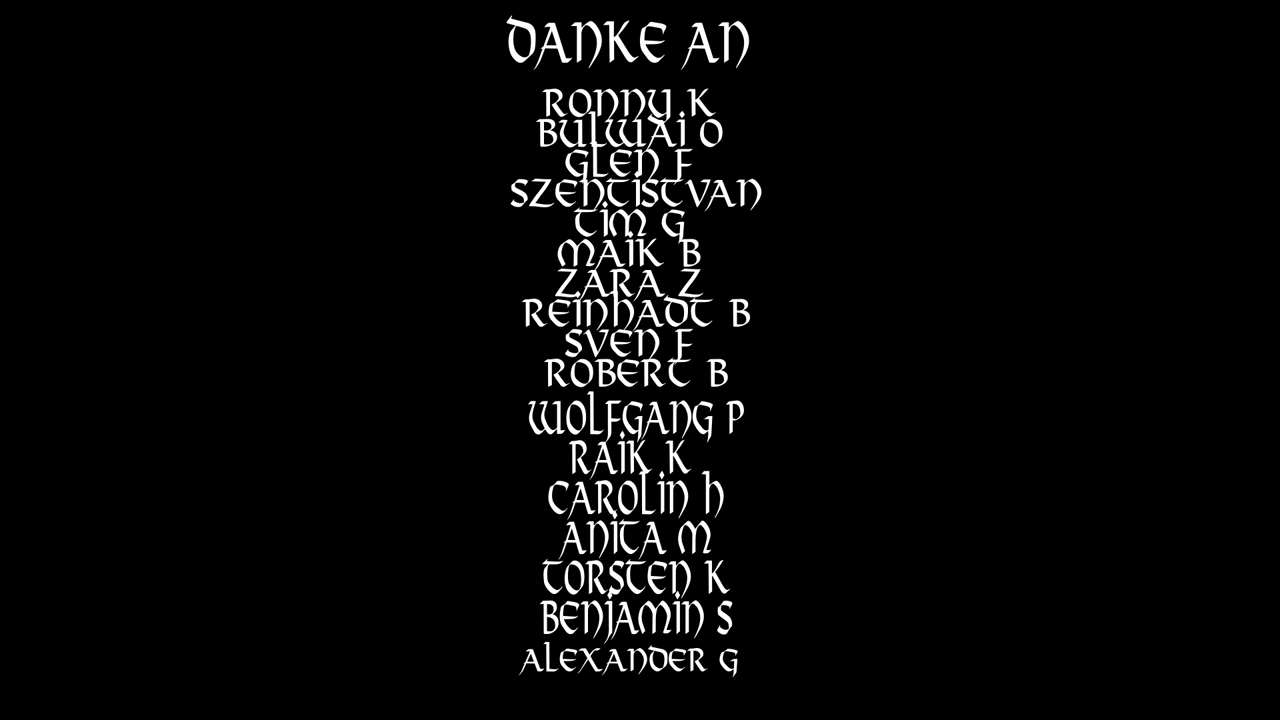 DANKE AN
RONNY K
BULWAI O
GLEN F
SZENTISTVAN
TIM G
MAIK B
ZARA Z
REINHADT B
SVEN F
ROBERT B
WOLFGANG P
RAIK K
CAROLIN H
ANITA M
TORSTEN K
BENJAMIN S
ALEXANDER G